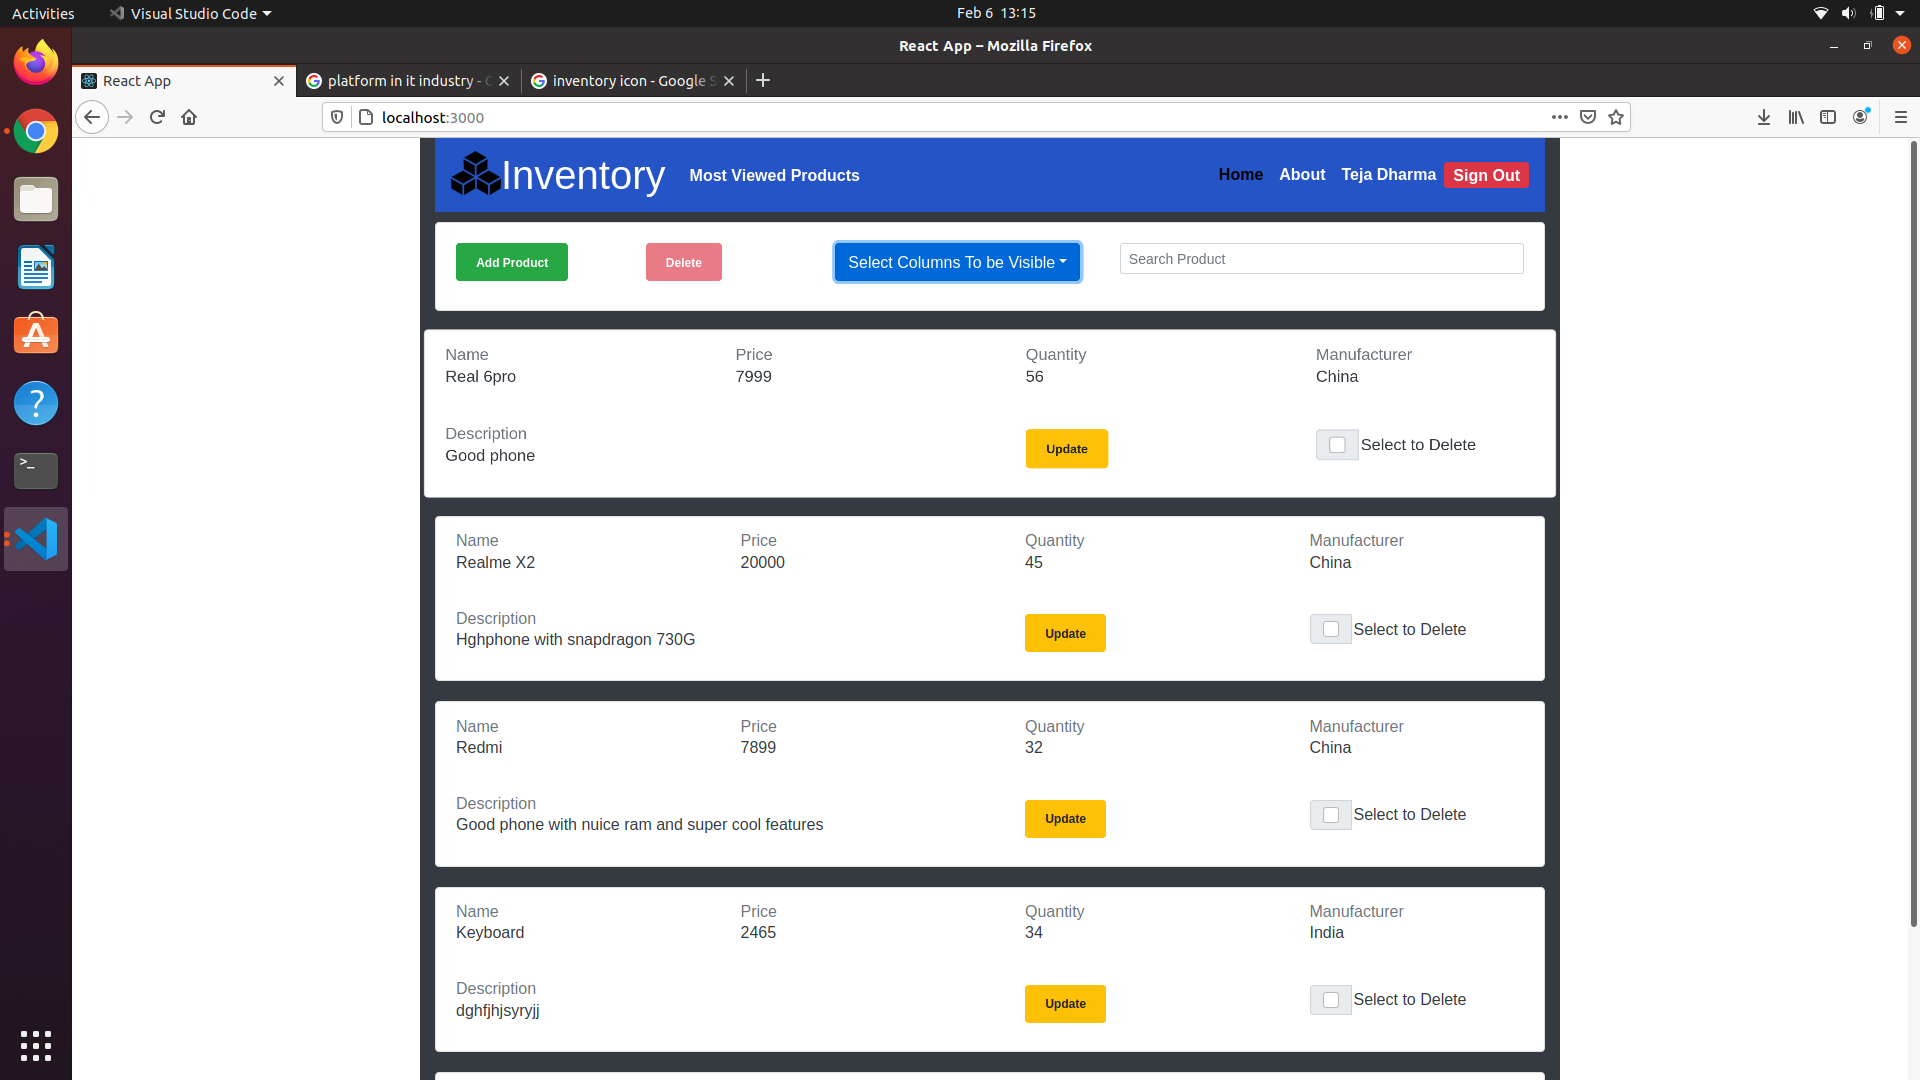 Activities
Visual Studio Code
Feb 6 13:15
React App – Mozilla Firefox
React App
platform in it industry -
inventory icon - Google
localhost:3000
Inventory
Most Viewed Products
Home About Teja Dharma Sign Out
Add Product Delete Select Columns To be Visible Search Product
Name Price Quantity Manufacturer
Real 6pro 7999 56 China
Description
Good phone
Update
Select to Delete
Name Price Quantity Manufacturer
Realme X2 20000 45 China
Description
Hghphone with snapdragon 730G
Update
Select to Delete
Name Price Quantity Manufacturer
Redmi 7899 32 China
Description
Good phone with nuice ram and super cool features
Update
Select to Delete
Name Price Quantity Manufacturer
Keyboard 2465 34 India
Description
dghfjhjsyryjj
Update
Select to Delete